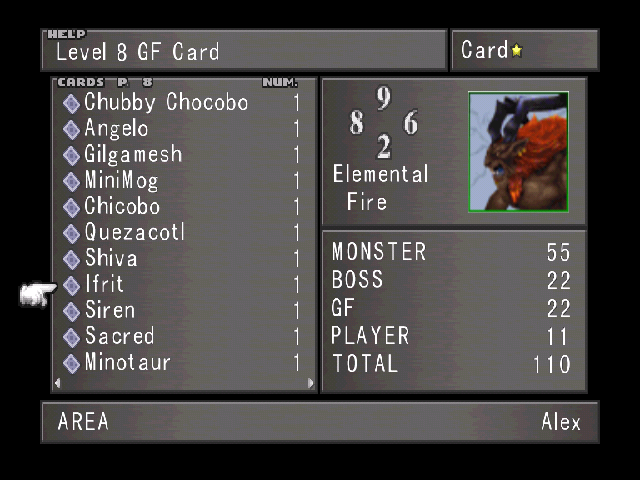 HELP
Level 8 GF Card
Card
CARDS P. 8 NUM.
Chubby Chocobo 1
Angelo 1
Gilgamesh 1
MiniMog 1
Chicobo 1
Quezacotl 1
Shiva 1
Ifrit 1
Siren 1
Sacred 1
Minotaur 1
9
8 6
2
Elemental
Fire
MONSTER 55
BOSS 22
GF 22
PLAYER 11
TOTAL 110
AREA Alex